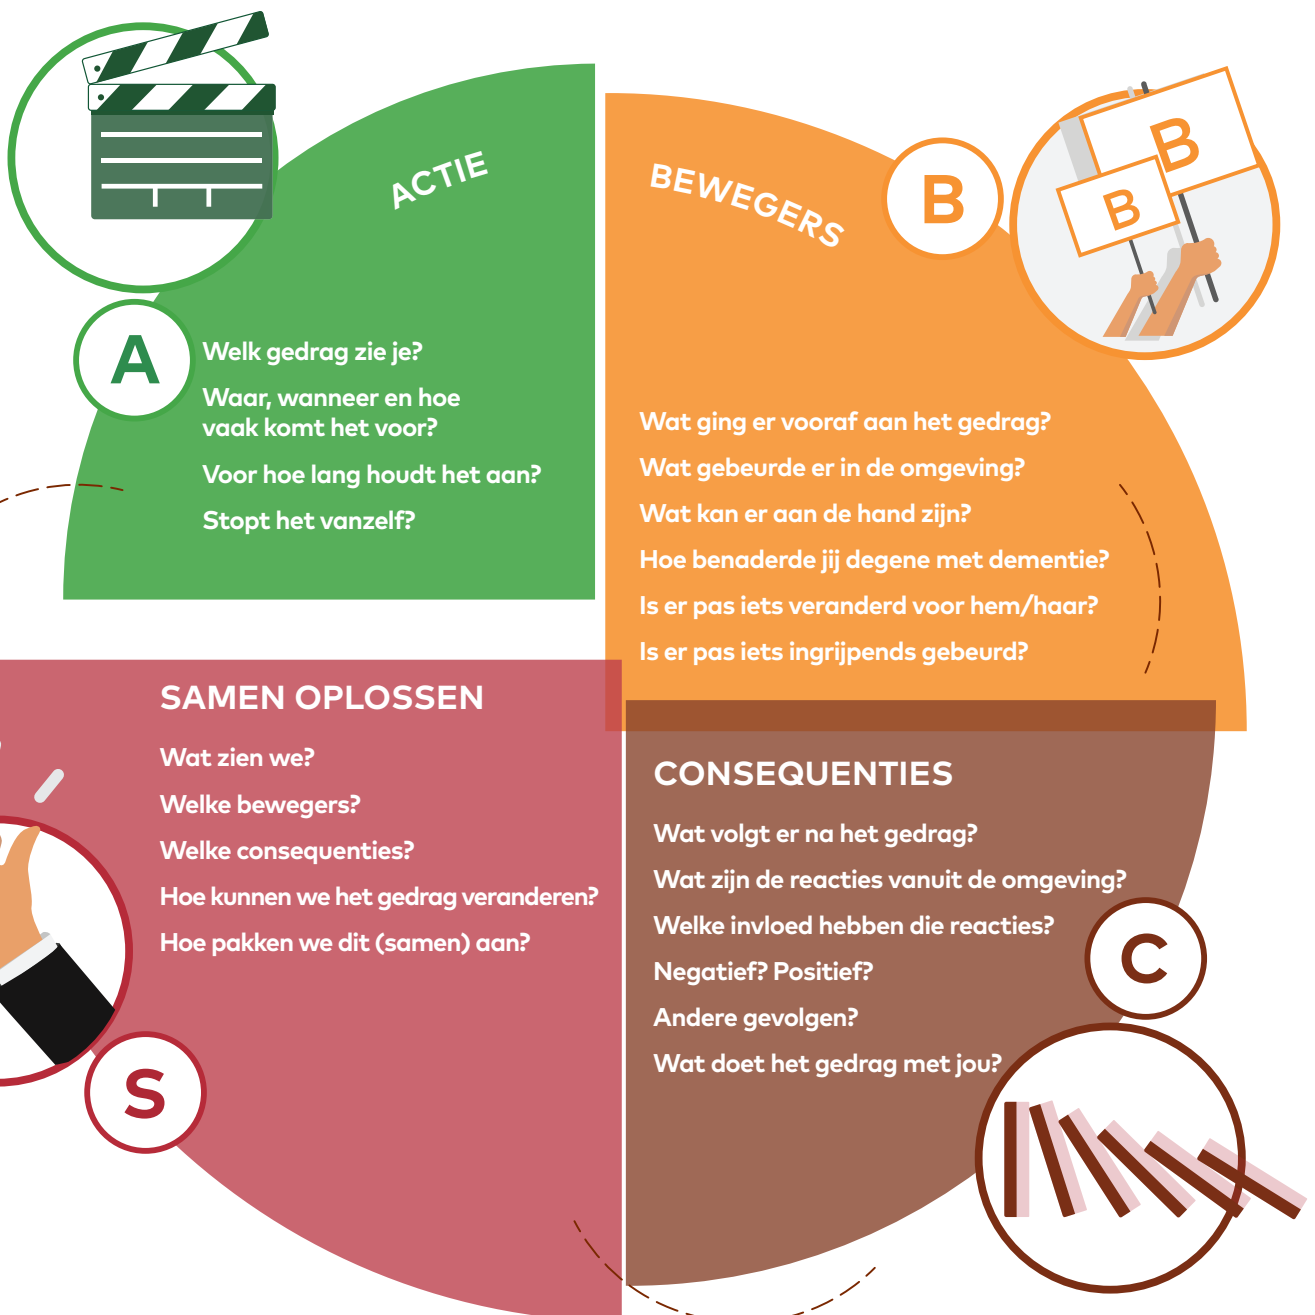 ACTIE
A
Welk gedrag zie je?
Waar, wanneer en hoe
vaak komt het voor?
Voor hoe lang houdt het aan?
Stopt het vanzelf?
BEWEGERS
B
B
B
Wat ging er vooraf aan het gedrag?
Wat gebeurde er in de omgeving?
Wat kan er aan de hand zijn?
Hoe benaderde jij degene met dementie?
Is er pas iets veranderd voor hem/haar?
Is er pas iets ingrijpends gebeurd?
SAMEN OPLOSSEN
Wat zien we?
Welke bewegers?
Welke consequenties?
Hoe kunnen we het gedrag veranderen?
Hoe pakken we dit (samen) aan?
S
CONSEQUENTIES
Wat volgt er na het gedrag?
Wat zijn de reacties vanuit de omgeving?
Welke invloed hebben die reacties?
Negatief? Positief?
Andere gevolgen?
Wat doet het gedrag met jou?
C